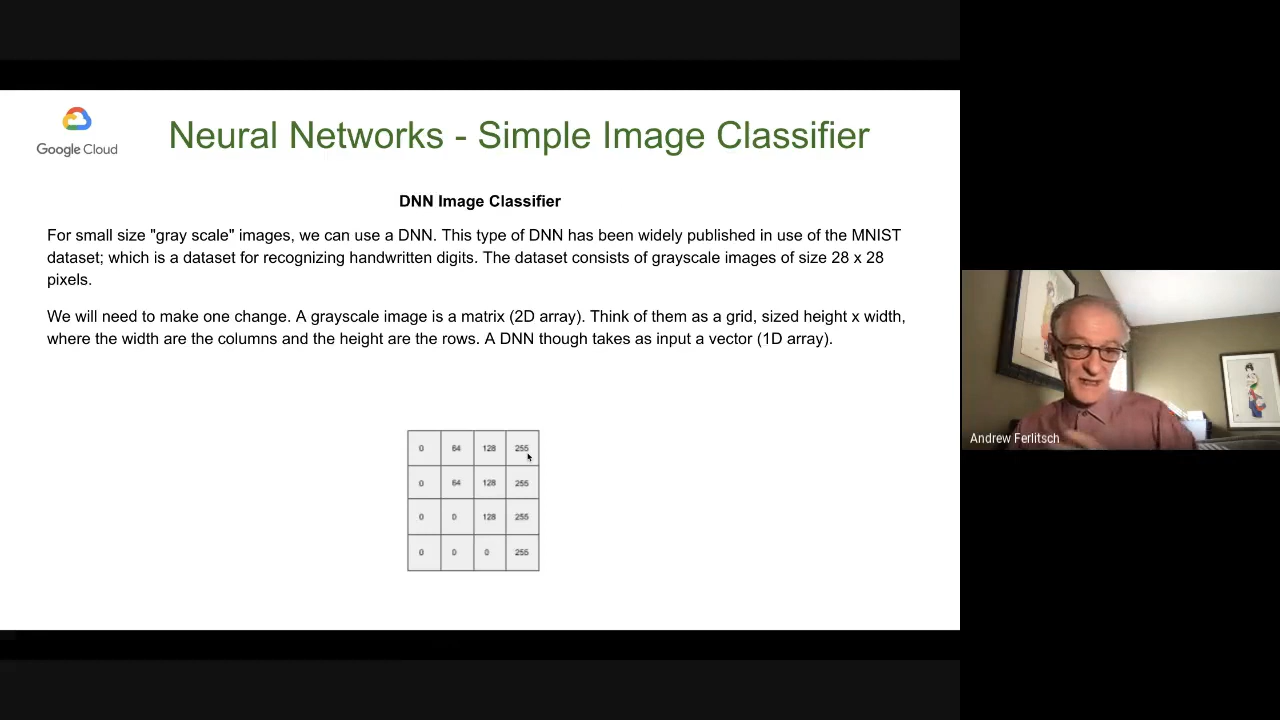 Google Cloud
Neural Networks - Simple Image Classifier
DNN Image Classifier
For small size "gray scale" images, we can use a DNN. This type of DNN has been widely published in use of the MNIST
dataset; which is a dataset for recognizing handwritten digits. The dataset consists of grayscale images of size 28 x 28
pixels.
We will need to make one change. A grayscale image is a matrix (2D array). Think of them as a grid, sized height x width,
where the width are the columns and the height are the rows. A DNN though takes as input a vector (1D array).
0 64 128 255
0 64 128 255
0 0 128 255
0 0 0 255
Andrew Ferlitsch